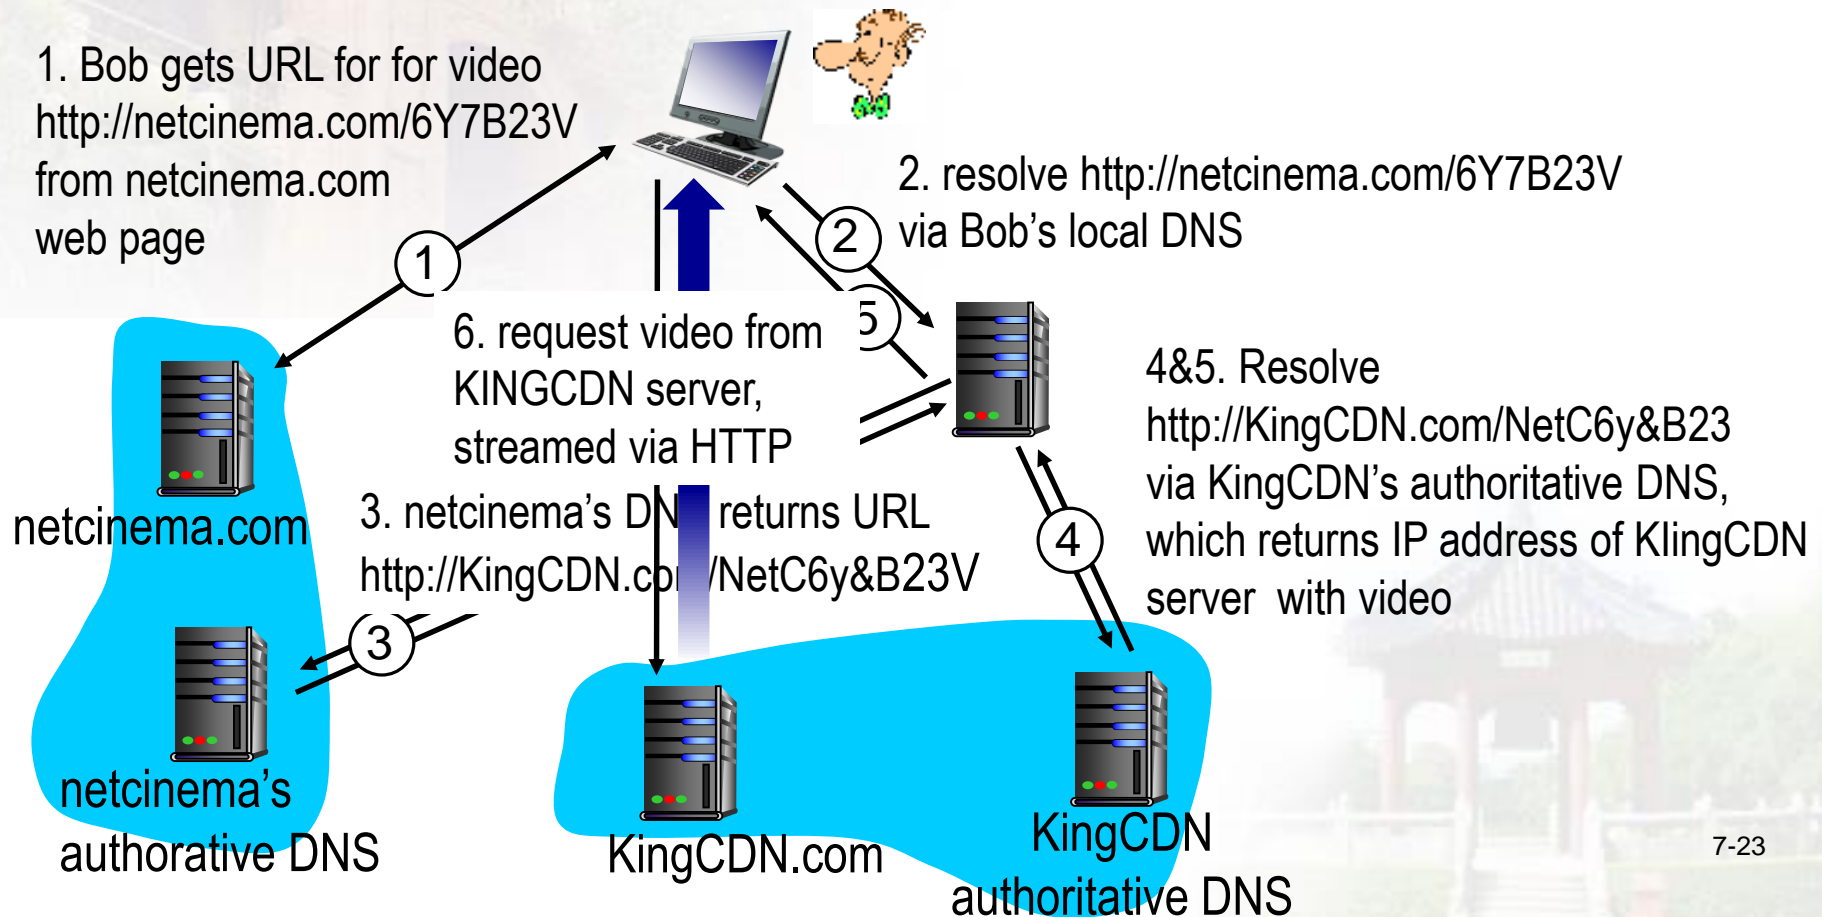 1. Bob gets URL for for video
http://netcinema.com/6Y7B23V
from netcinema.com
web page
1
2. resolve http://netcinema.com/6Y7B23V
via Bob's local DNS
2
5
6. request video from
KINGCDN server,
streamed via HTTP
4&5. Resolve
http://KingCDN.com/NetC6y&B23
via KingCDN's authoritative DNS,
which returns IP address of KIingCDN
server with video
netcinema.com
3. netcinema's DNS returns URL
http://KingCDN.com/NetC6y&B23V
4
3
netcinema's
authorative DNS
KingCDN.com
KingCDN
authoritative DNS
7-23